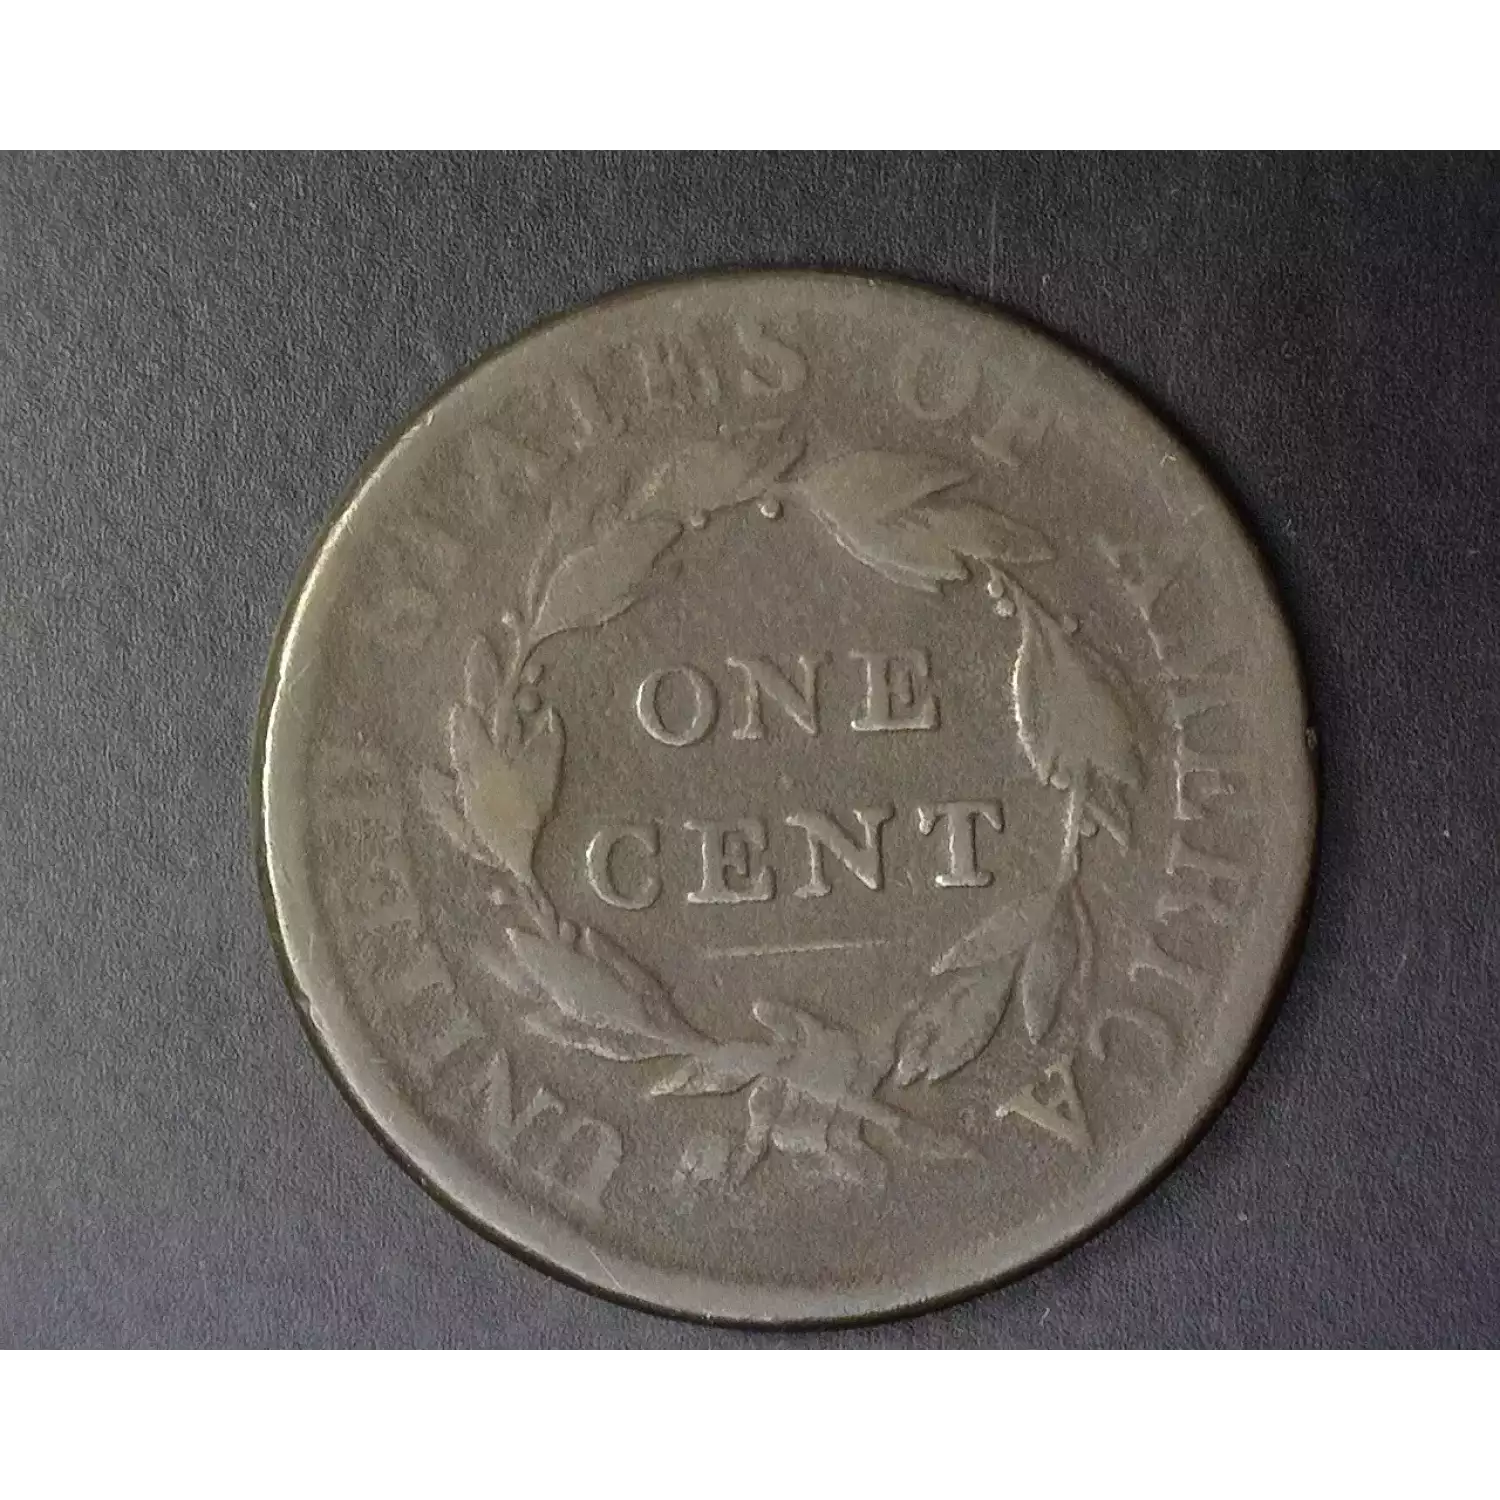 UNITED STATES OF AMERICA
ONE
CENT